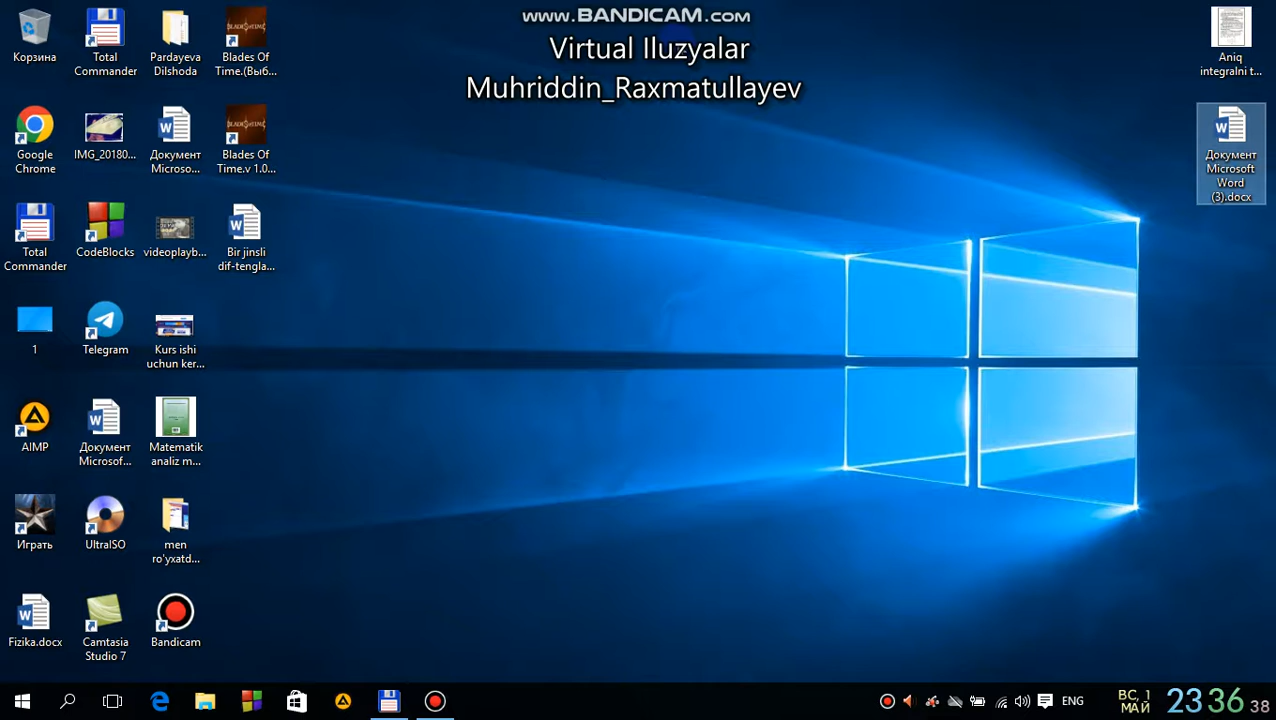 www.BANDICAM.com
Virtual Iluzyalar
Muhriddin_Raxmatullayev
Корзина
Total
Commander
Pardayeva
Dilshoda
Blades Of
Time.(Выб...
Aniq
integralni t...
Google
Chrome
IMG_20180...
Документ
Microso...
Blades Of
Time.v 1.0...
Документ
Microsoft
Word
(3).docx
Total
Commander
CodeBlocks
videoplayb...
Bir jinsli
dif-tengla...
1
Telegram
Kurs ishi
uchun ker...
AIMP
Документ
Microsof...
Matematik
analiz m...
Играть
UltraISO
men
ro'yxatd...
Fizika.docx
Camtasia
Studio 7
Bandicam
ENG
ВС, 1
МАЙ
23 36 38